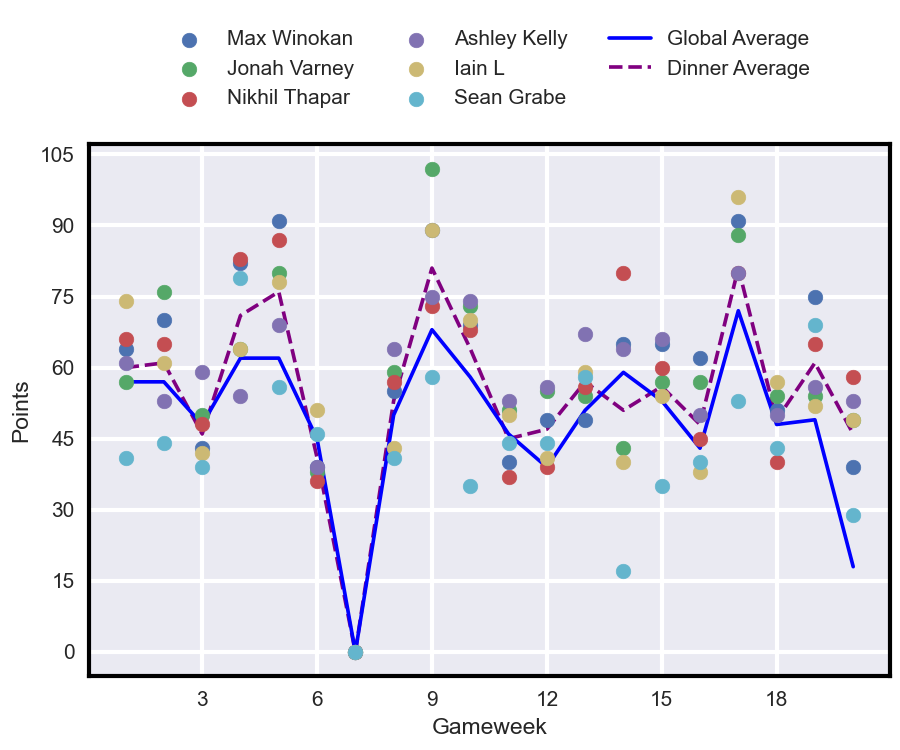 Max Winokan
Jonah Varney
Nikhil Thapar
Ashley Kelly
Iain L
Sean Grabe
Global Average
Dinner Average
105
90
75
60
45
30
15
0
Points
3 6 9 12 15 18
Gameweek